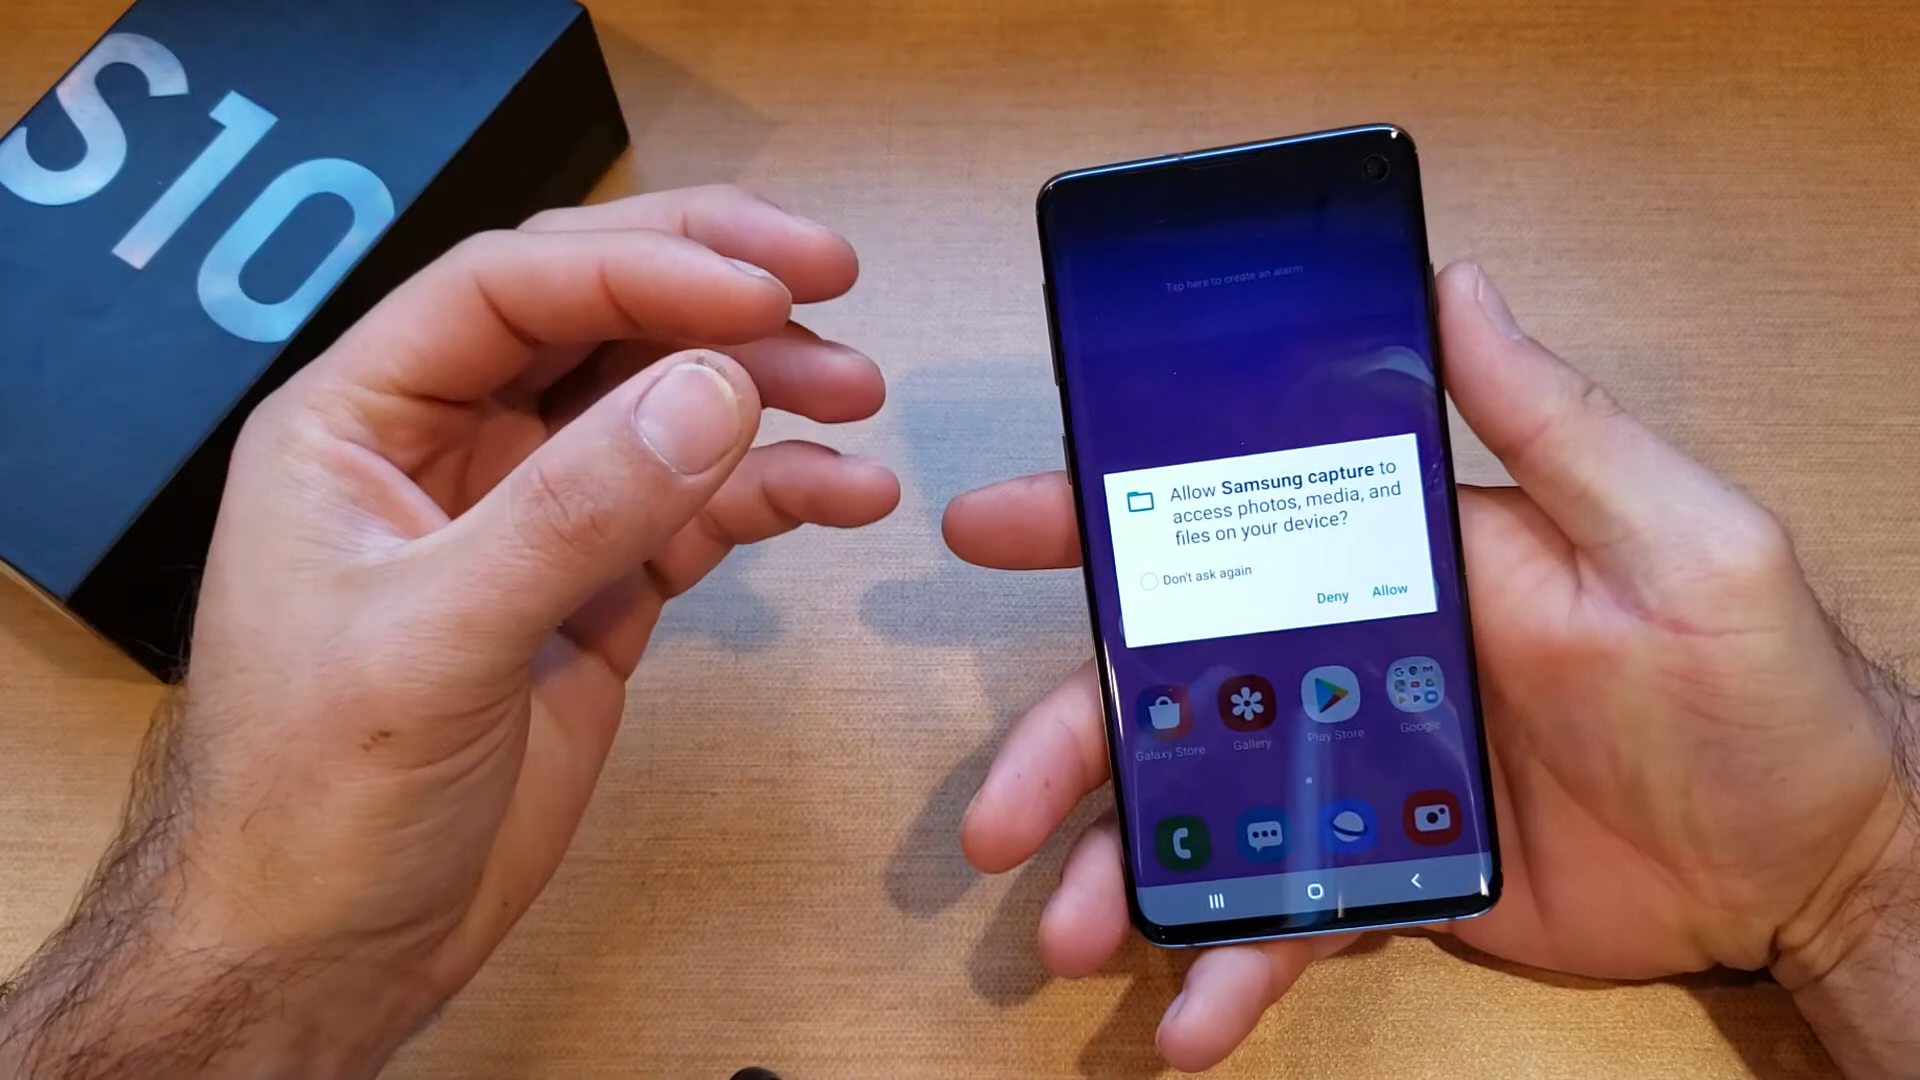 S10
Tap here to create an alarm
Allow Samsung capture to
access photos, media, and
files on your device?
Don't ask again
Deny Allow
Galaxy Store Gallery Play Store Google